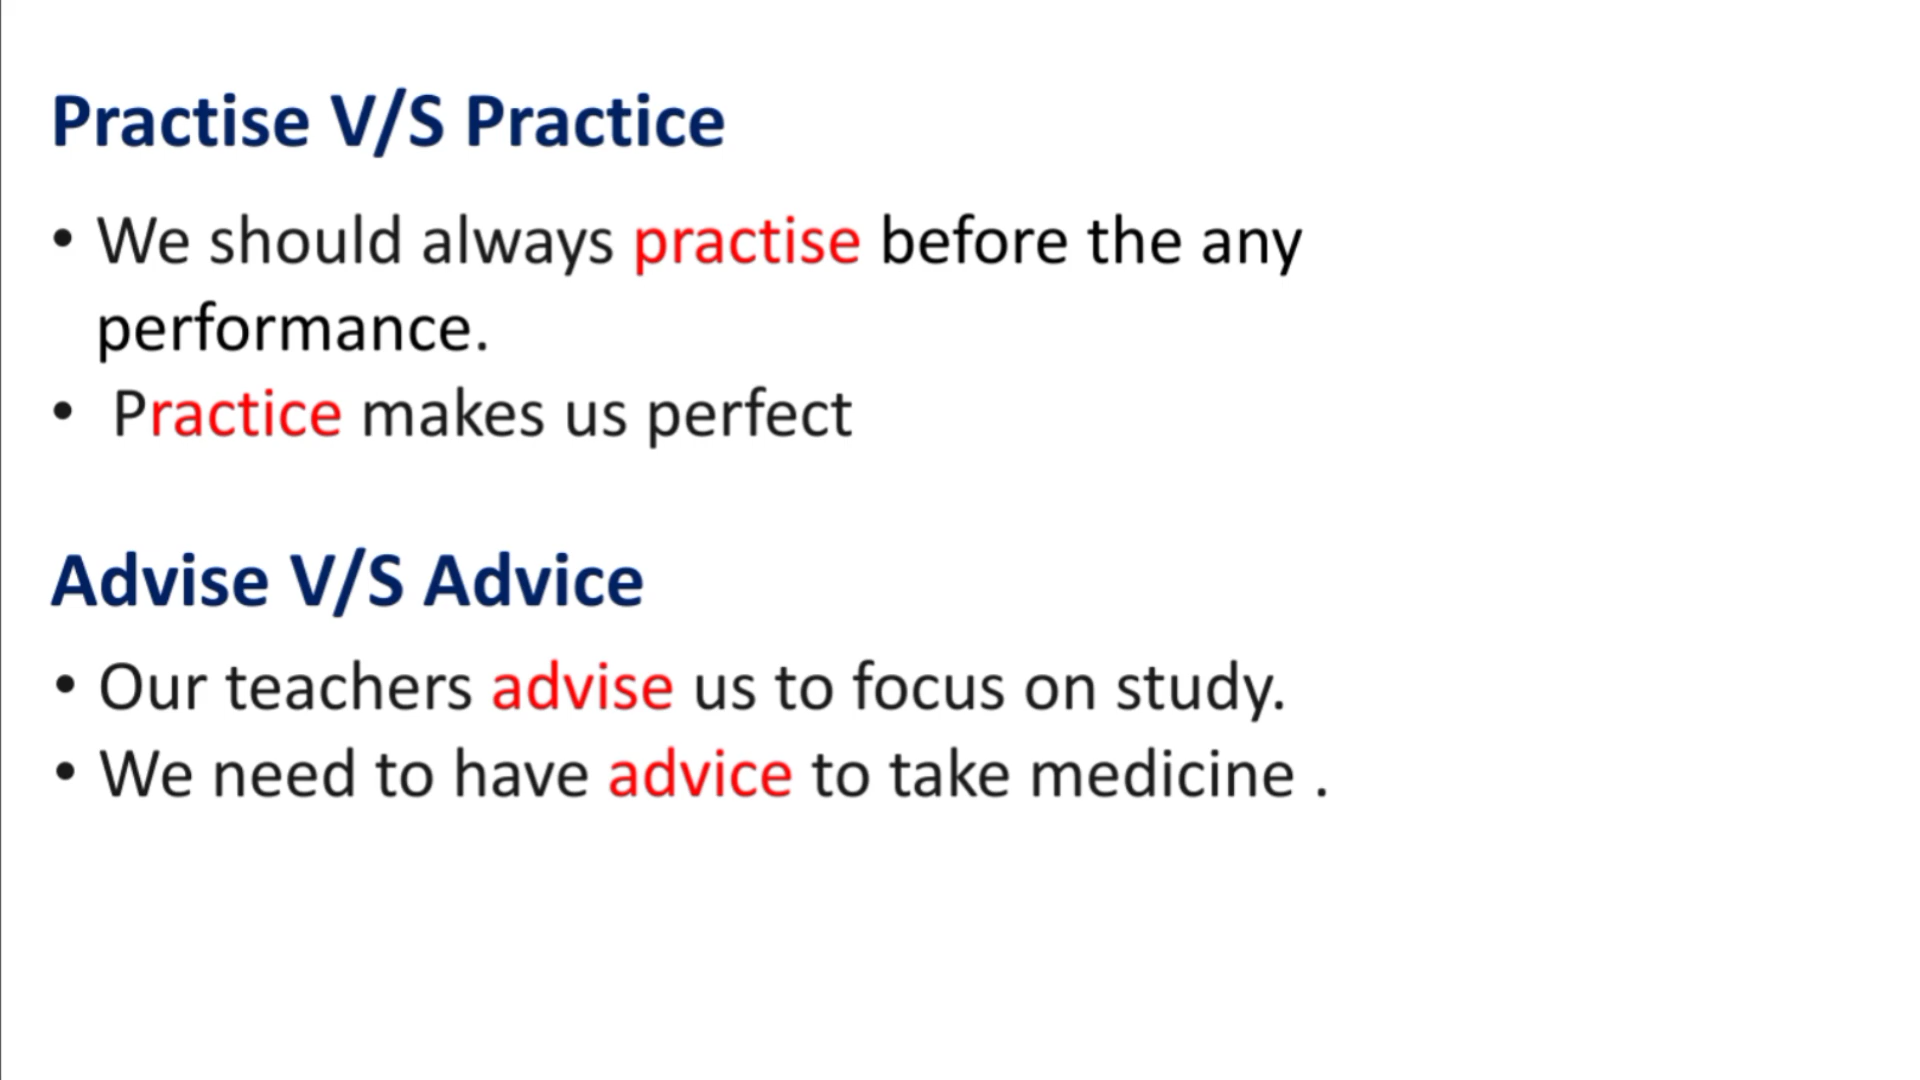 Practise V/S Practice
• We should always practise before the any
performance.
• Practice makes us perfect
Advise V/S Advice
• Our teachers advise us to focus on study.
• We need to have advice to take medicine .